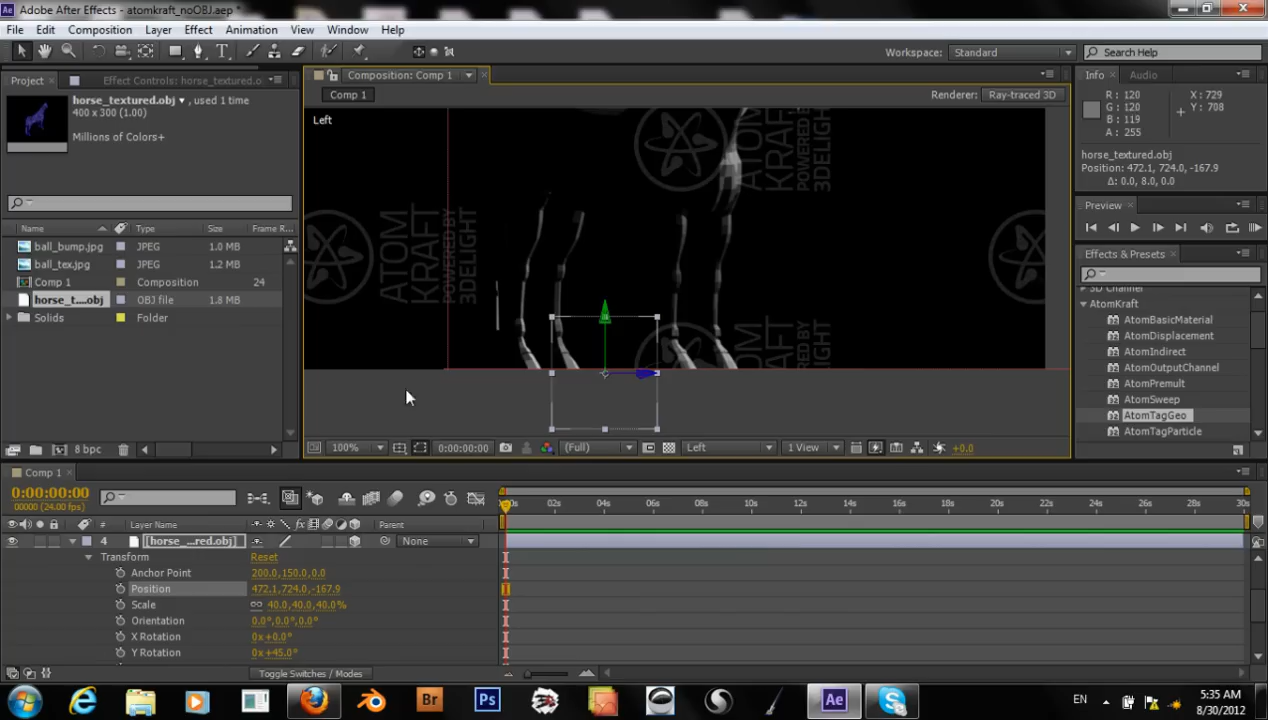 Adobe After Effects - atomkraft_noOBJ.aep *
File Edit Composition Layer Effect Animation View Window Help
Workspace: Standard Search Help
Project Effect Controls: horse_textured.o
Composition: Comp 1
Info Audio
horse_textured.obj, used 1 time
400 x 300 (1.00)
Millions of Colors+
Comp 1
Renderer: Ray-traced 3D
Left
R : 120
G : 120
B : 119
A : 255
X : 729
Y : 708
horse_textured.obj
Position: 472.1, 724.0, -167.9
Δ: 0.0, 8.0, 0.0
Preview
Effects & Presets
Name Type Size Frame R...
ball_bump.jpg JPEG 1.0 MB
ball_tex.jpg JPEG 1.2 MB
Comp 1 Composition 24
horse_t....obj OBJ file 1.8 MB
Solids Folder
8 bpc
ATOM
KRAFT
POWERED BY
3DELIGHT
ATOM
KRAFT
POWERED BY
3DELIGHT
AtomKraft
AtomBasicMaterial
AtomDisplacement
AtomIndirect
AtomOutputChannel
AtomPremult
AtomSweep
AtomTagGeo
AtomTagParticle
100% 0:00:00:00 (Full) Left 1 View +0.0
Comp 1
0:00:00:00
00000 (24.00 fps)
02s 04s 06s 08s 10s 12s 14s 16s 18s 20s 22s 24s 26s 28s 30s
# Layer Name Parent
4 [horse_...red.obj] None
Transform Reset
Anchor Point 200.0,150.0,0.0
Position 472.1,724.0,-167.9
Scale 40.0,40.0,40.0%
Orientation 0.0°,0.0°,0.0°
X Rotation 0x+0.0°
Y Rotation 0x+45.0°
Toggle Switches / Modes
Br Ps Ae
EN
5:35 AM
8/30/2012